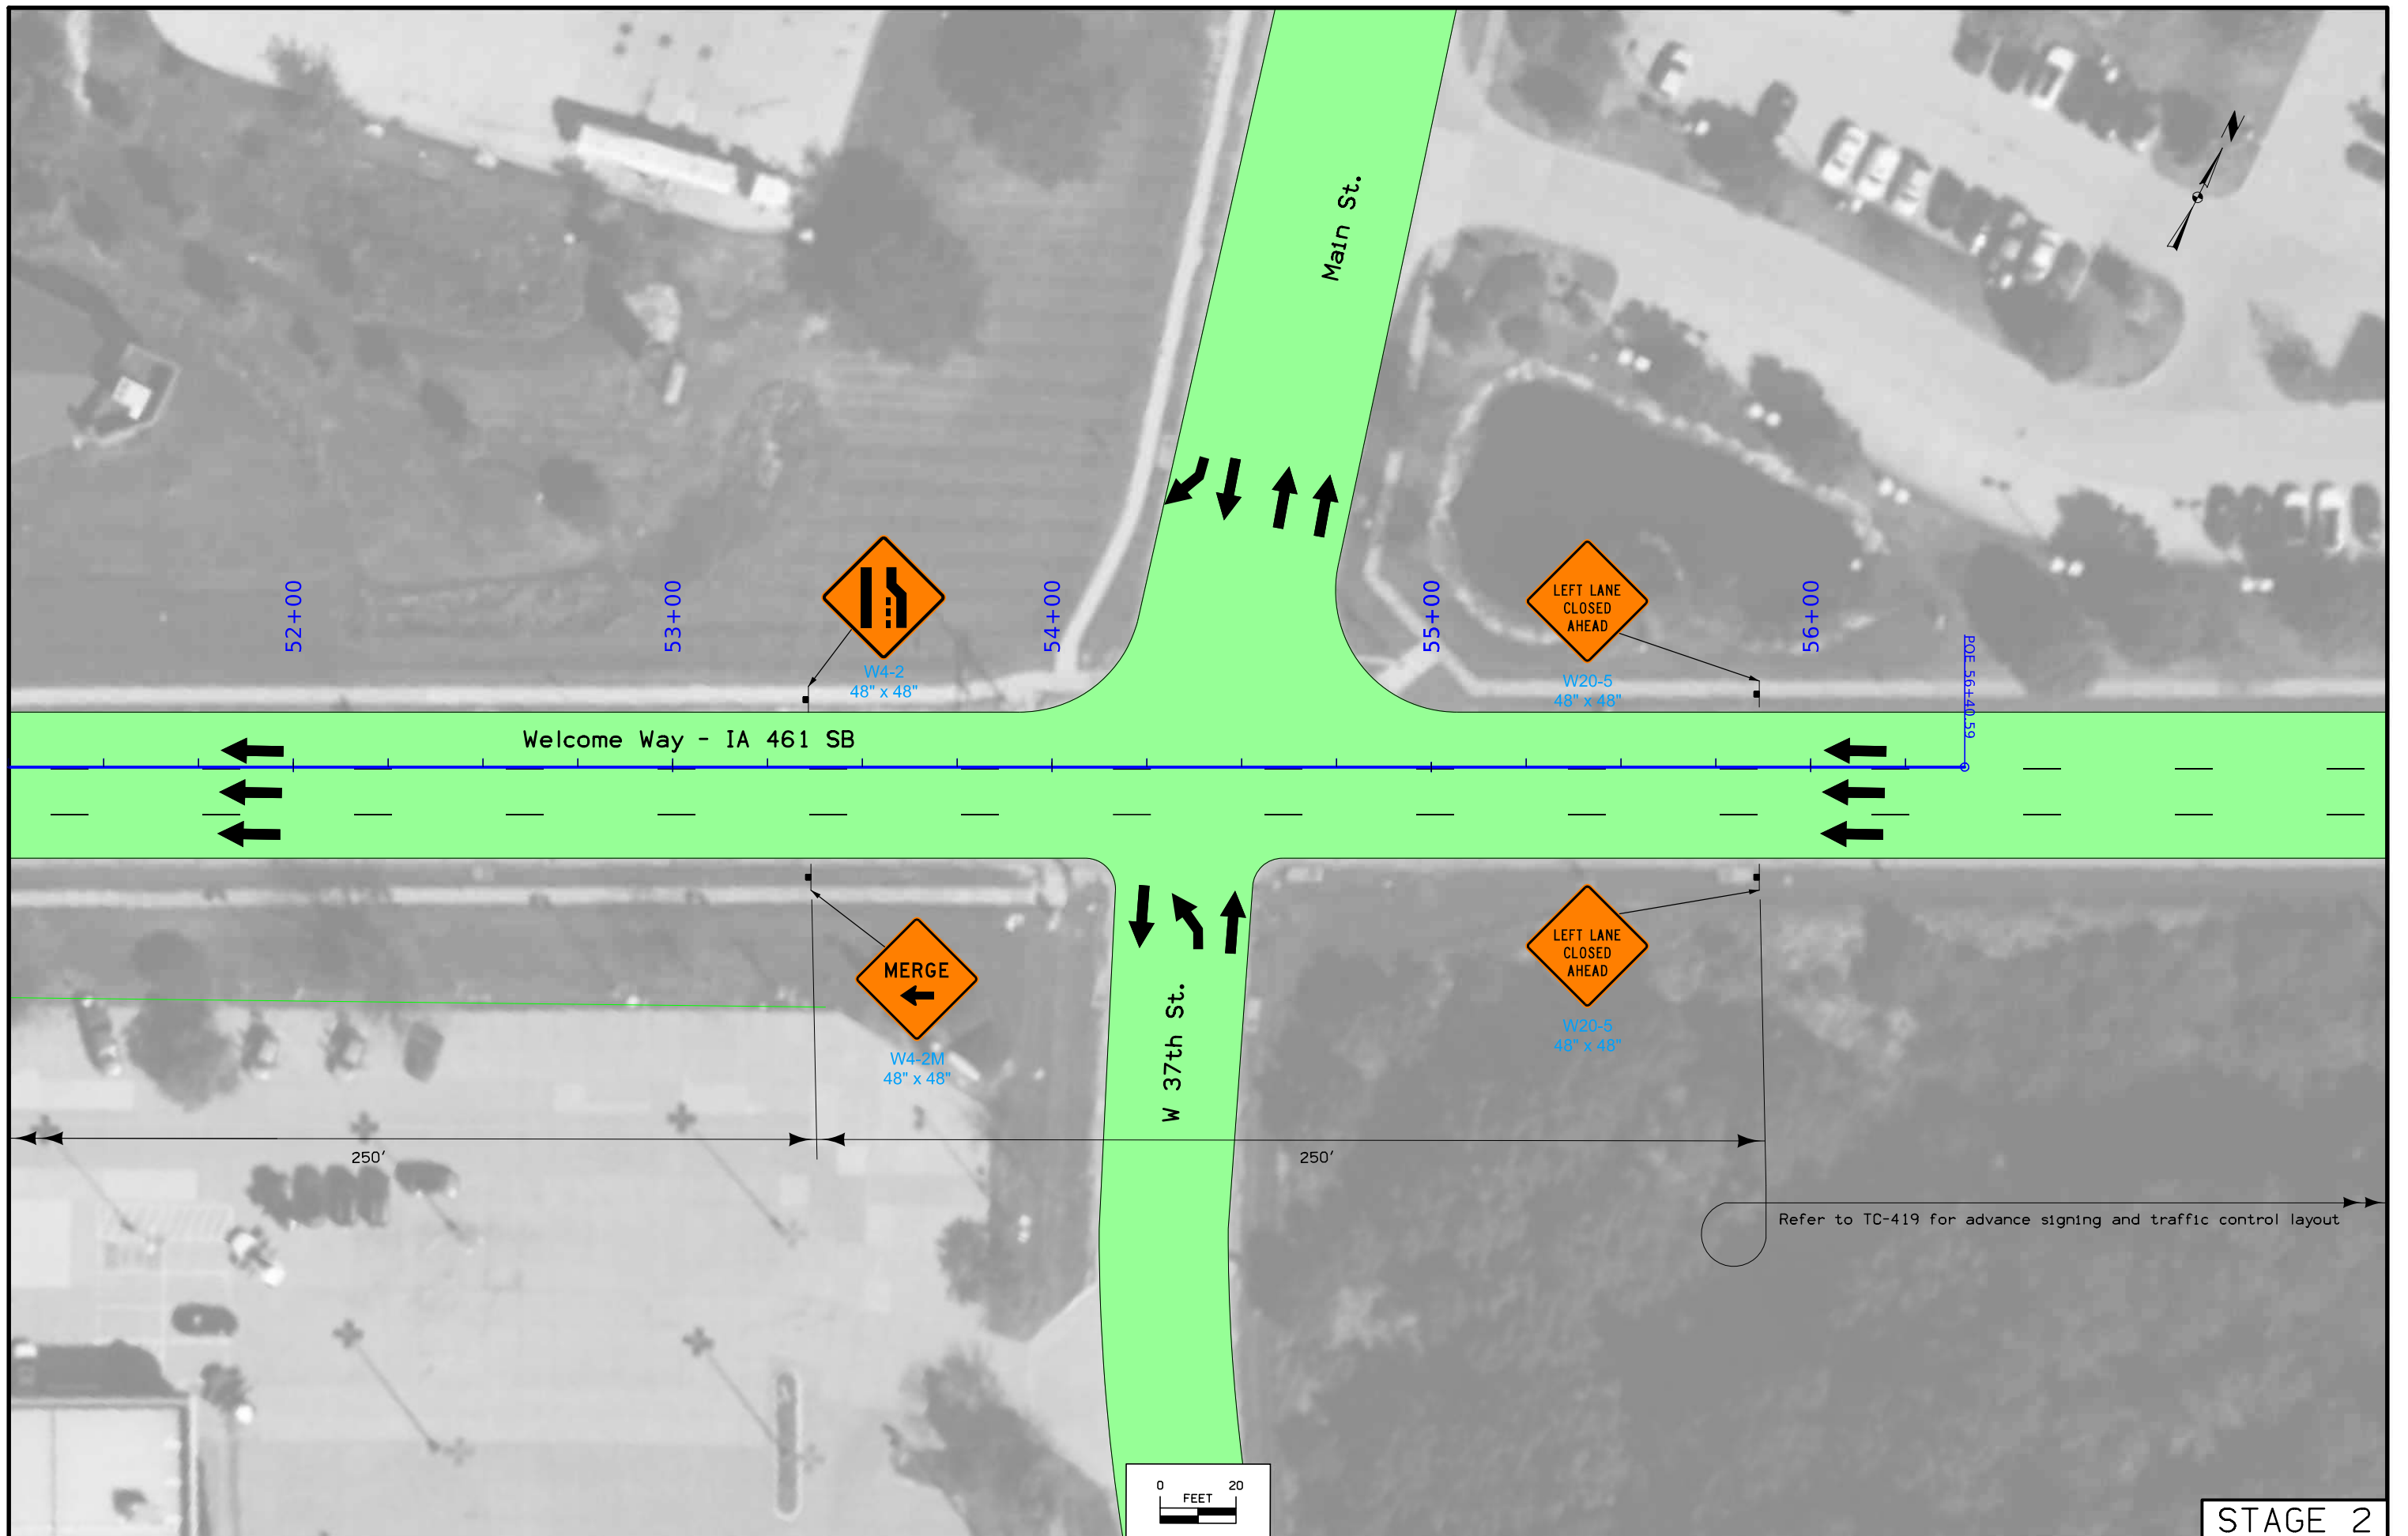 N
Main St.
52+00
53+00
54+00
55+00
56+00
POE 56+40.59
LEFT LANE
CLOSED
AHEAD
W4-2
48" x 48"
W20-5
48" x 48"
Welcome Way - IA 461 SB
LEFT LANE
CLOSED
AHEAD
MERGE
W20-5
48" x 48"
W4-2M
48" x 48"
W 37th St.
250'
250'
Refer to TC-419 for advance signing and traffic control layout
0 20
FEET
STAGE 2